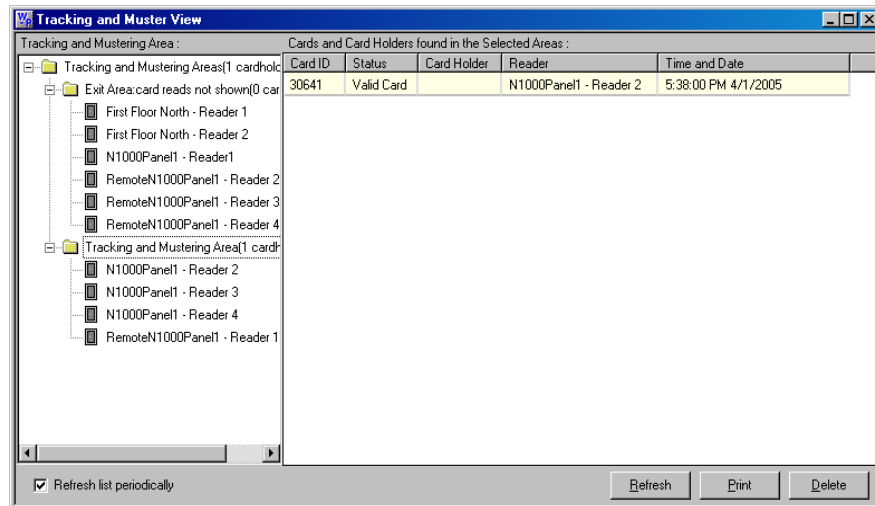 Tracking and Muster View
Tracking and Mustering Area :
Cards and Card Holders found in the Selected Areas :
Tracking and Mustering Areas(1 cardholc
Exit Area:card reads not shown(0 car
First Floor North - Reader 1
First Floor North - Reader 2
N1000Panel1 - Reader1
RemoteN1000Panel1 - Reader 2
RemoteN1000Panel1 - Reader 3
RemoteN1000Panel1 - Reader 4
Tracking and Mustering Area(1 cardh
N1000Panel1 - Reader 2
N1000Panel1 - Reader 3
N1000Panel1 - Reader 4
RemoteN1000Panel1 - Reader 1
Card ID Status Card Holder Reader Time and Date
30641 Valid Card N1000Panel1 - Reader 2 5:38:00 PM 4/1/2005
Refresh list periodically
Refresh Print Delete